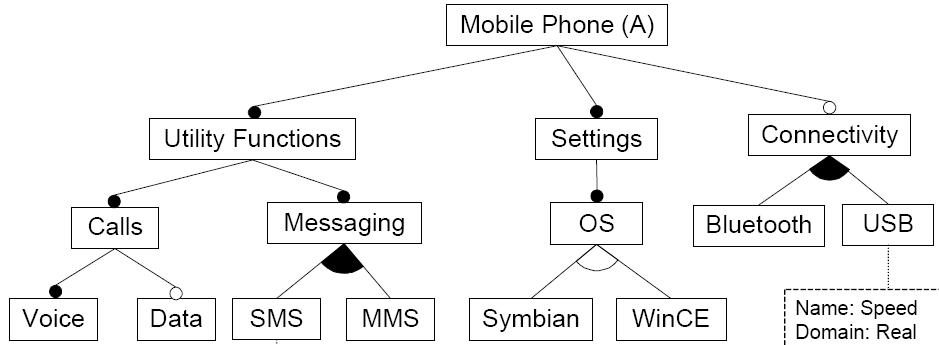 Mobile Phone (A)
Utility Functions
Settings
Connectivity
Calls
Messaging
OS
Bluetooth
USB
Voice
Data
SMS
MMS
Symbian
WinCE
Name: Speed
Domain: Real